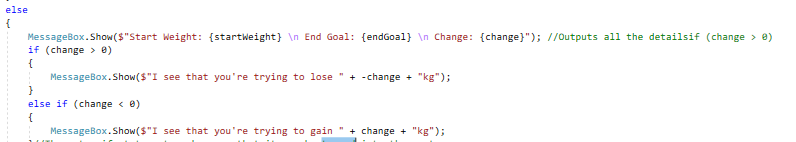 else
{
MessageBox.Show($"Start Weight: {startWeight} \n End Goal: {endGoal} \n Change: {change}"); //Outputs all the detailsif (change > 0)
if (change > 0)
{
MessageBox.Show($"I see that you're trying to lose " + -change + "kg");
}
else if (change < 0)
{
MessageBox.Show($"I see that you're trying to gain " + change + "kg");